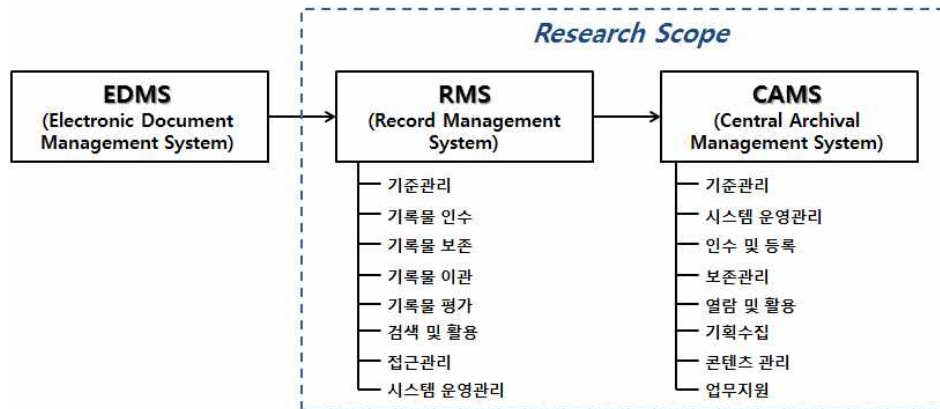 Research Scope
EDMS
(Electronic Document
Management System)
RMS
(Record Management
System)
CAMS
(Central Archival
Management System)
기준관리
기록물 인수
기록물 보존
기록물 이관
기록물 평가
검색 및 활용
접근관리
시스템 운영관리
기준관리
시스템 운영관리
인수 및 등록
보존관리
열람 및 활용
기획수집
콘텐츠 관리
업무지원